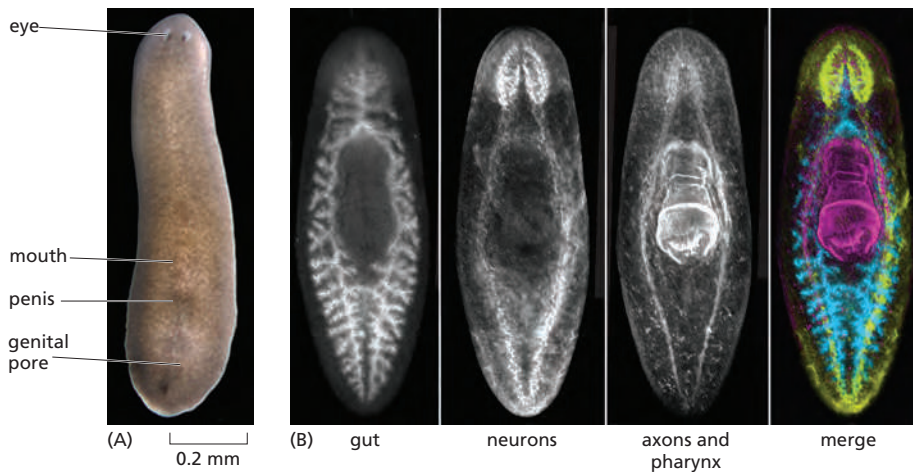 eye
mouth
penis
genital
pore
(A)
0.2 mm
(B)
gut
neurons
axons and
pharynx
merge